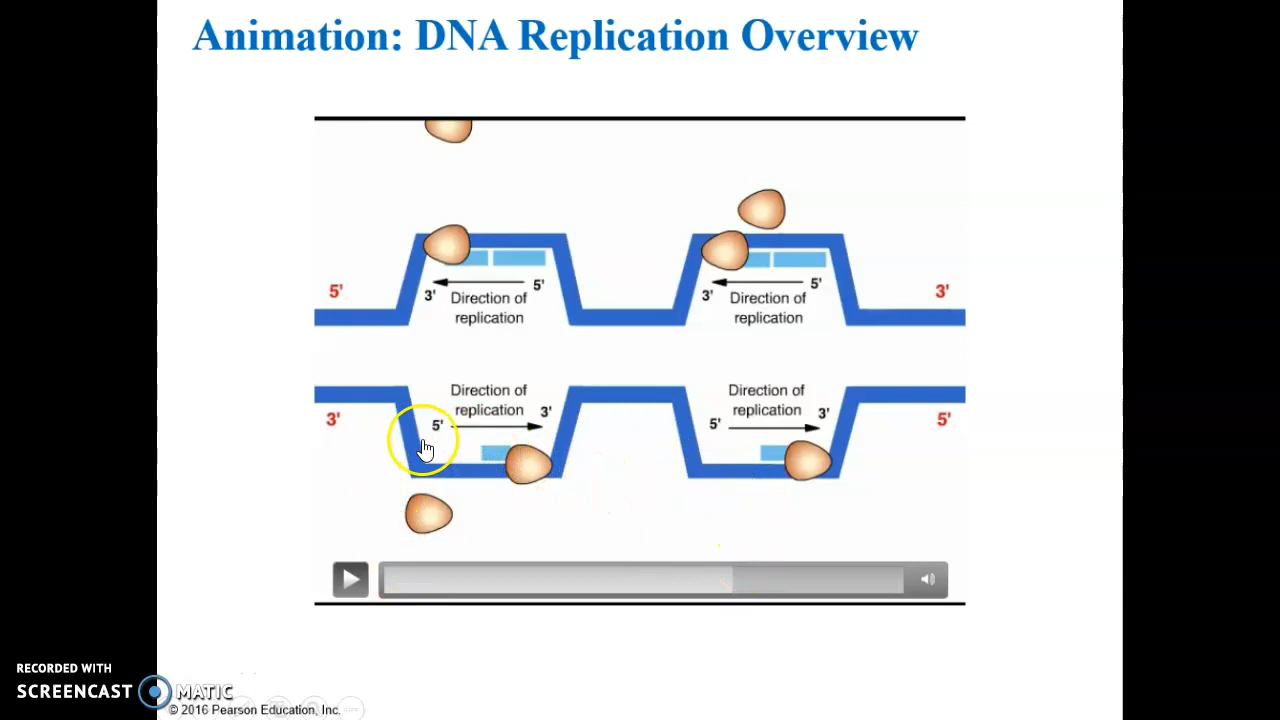 Animation: DNA Replication Overview
5'
3'
5'
Direction of
replication
3'
5'
Direction of
replication
3'
3'
Direction of
replication
5'
3'
5'
Direction of
replication
3'
5'
RECORDED WITH
SCREENCAST MATIC
© 2016 Pearson Education, Inc.